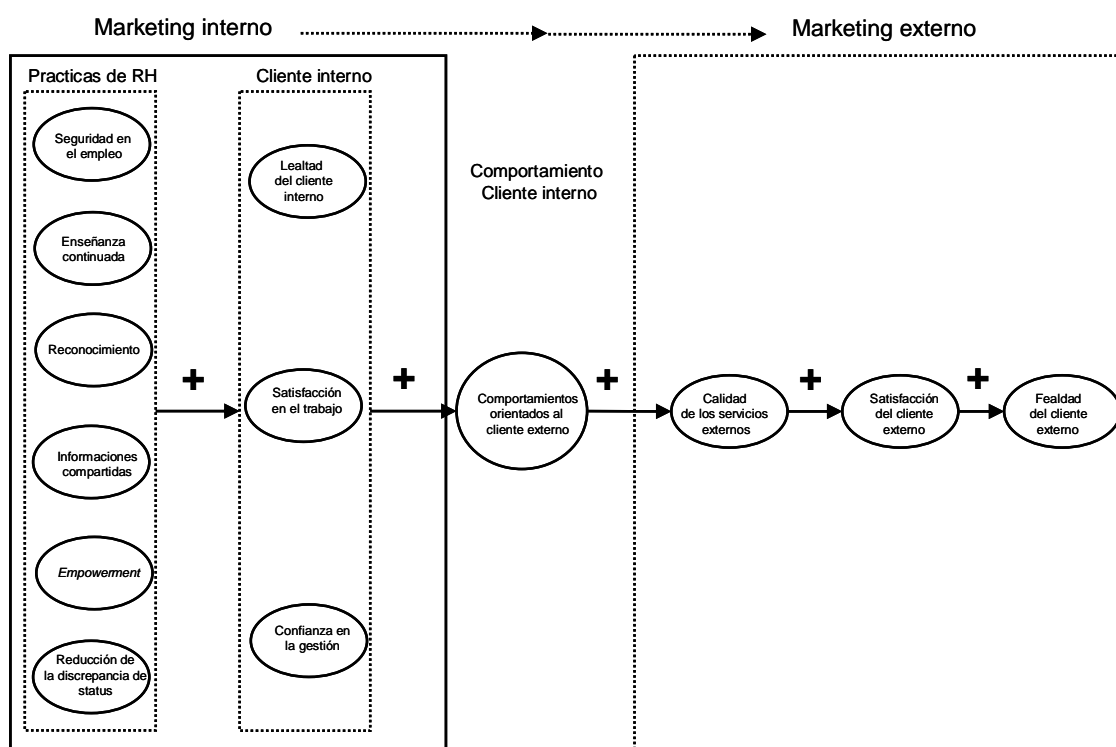 Marketing interno
Marketing externo
Practicas de RH
Cliente interno
Seguridad en
el empleo
Enseñanza
continuada
Reconocimiento
Informaciones
compartidas
Empowerment
Reducción de
la discrepancia de
status
Lealtad
del cliente
interno
Satisfacción
en el trabajo
Confianza en
la gestión
Comportamiento
Cliente interno
Comportamientos
orientados al
cliente externo
Calidad
de los servicios
externos
Satisfacción
del cliente
externo
Fealdad
del cliente
externo
+
+
+
+
+